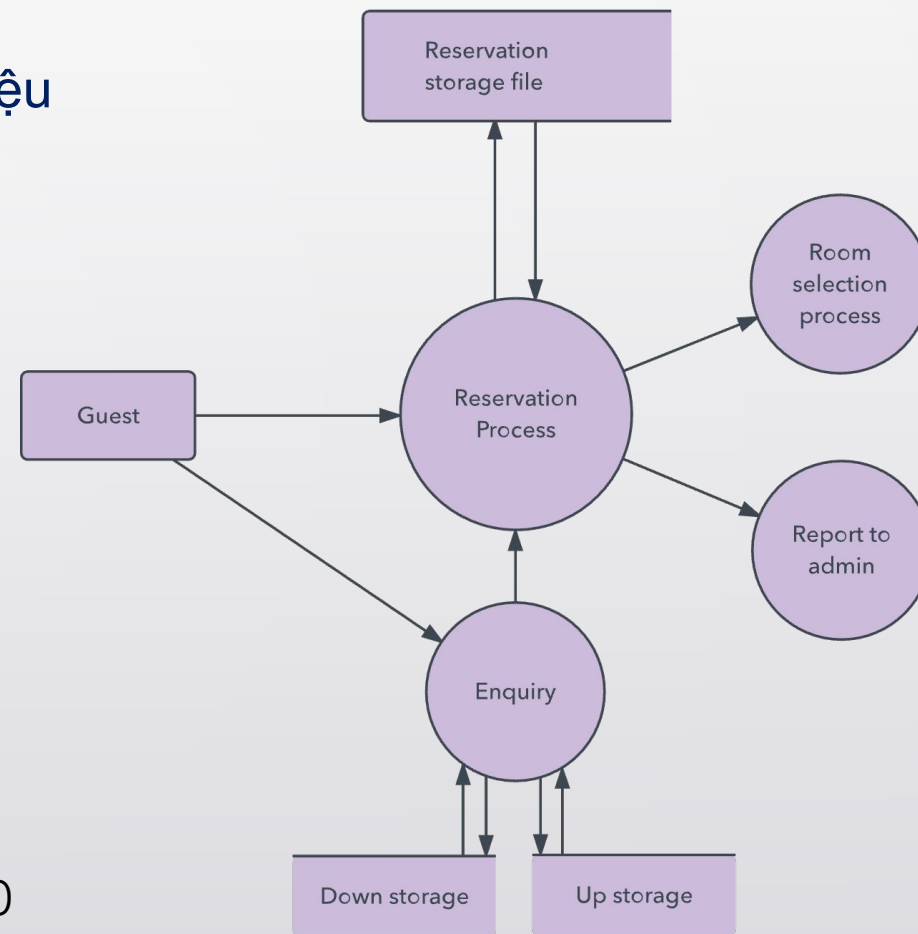 ệu
Reservation
storage file
Room
selection
process
Reservation
Process
Guest
Report to
admin
Enquiry
Down storage
Up storage
0